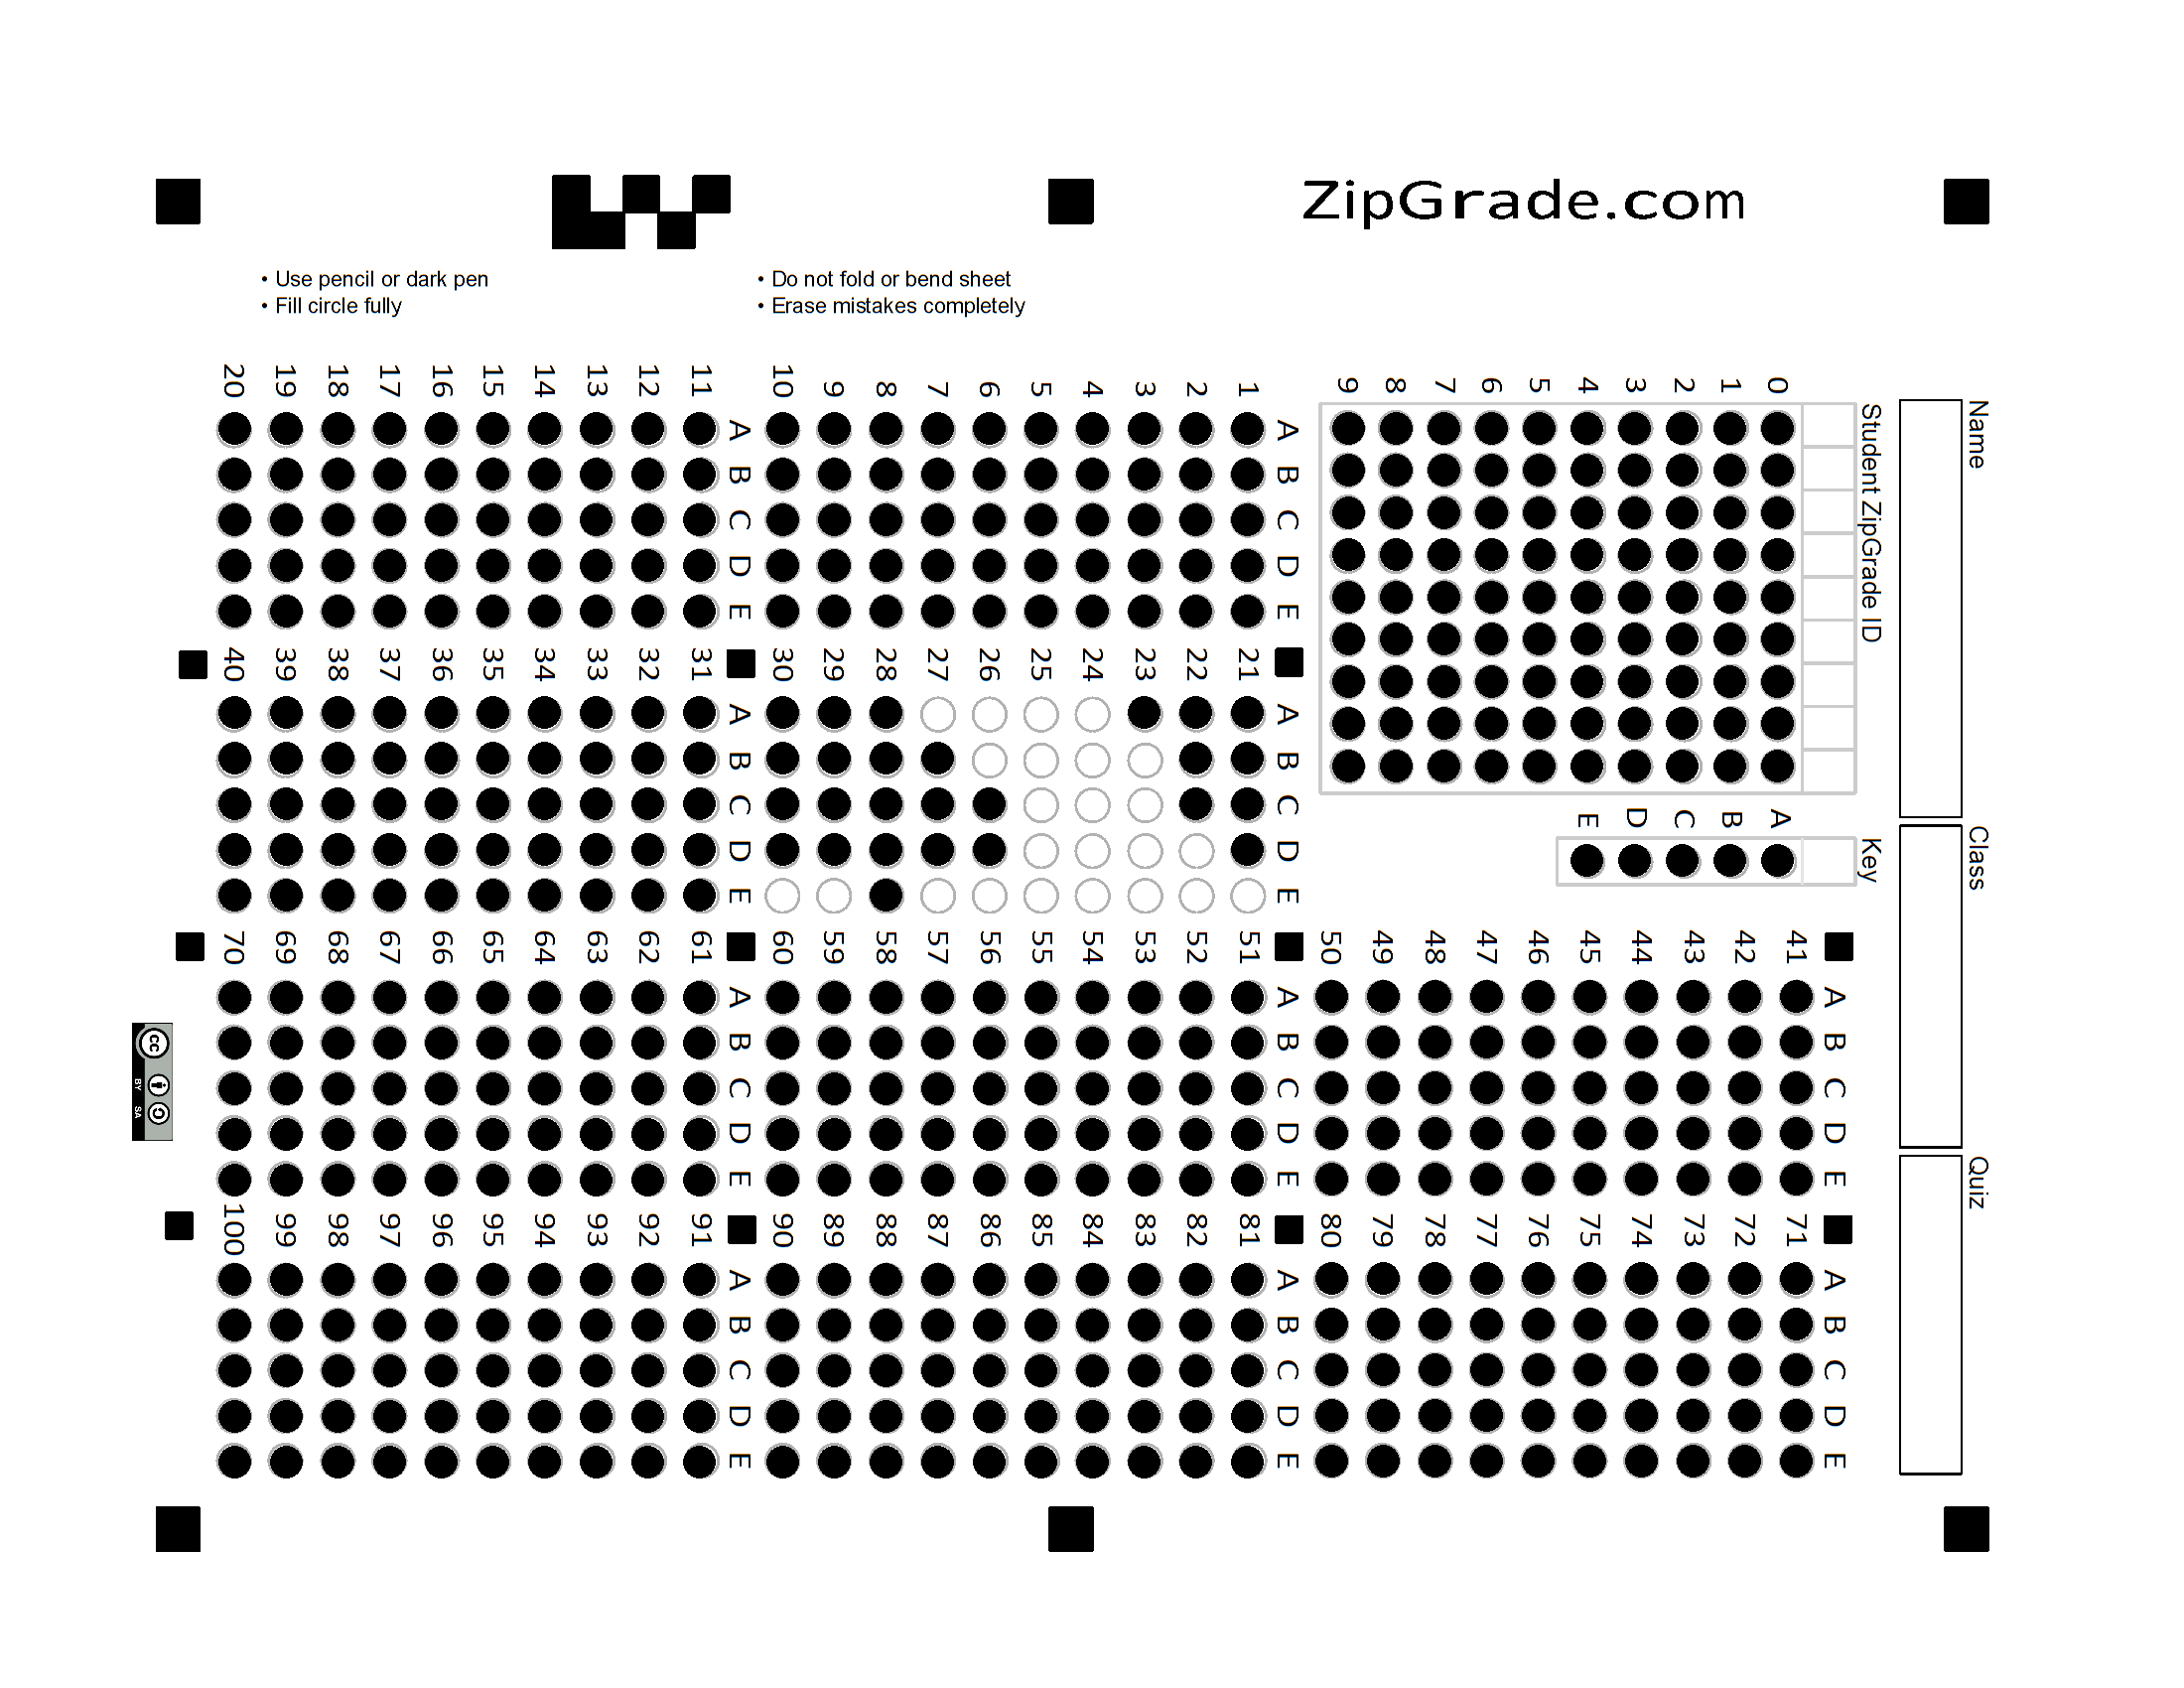 ZipGrade.com
• Use pencil or dark pen
• Fill circle fully
• Do not fold or bend sheet
• Erase mistakes completely
Name
Class
Quiz
Student ZipGrade ID
0 1 2 3 4 5 6 7 8 9
Key
A B C D E
A B C D E
1 2 3 4 5 6 7 8 9 10
A B C D E
11 12 13 14 15 16 17 18 19 20
A B C D E
21 22 23 24 25 26 27 28 29 30
A B C D E
31 32 33 34 35 36 37 38 39 40
A B C D E
41 42 43 44 45 46 47 48 49 50
A B C D E
51 52 53 54 55 56 57 58 59 60
A B C D E
61 62 63 64 65 66 67 68 69 70
A B C D E
71 72 73 74 75 76 77 78 79 80
A B C D E
81 82 83 84 85 86 87 88 89 90
A B C D E
91 92 93 94 95 96 97 98 99 100
cc BY SA